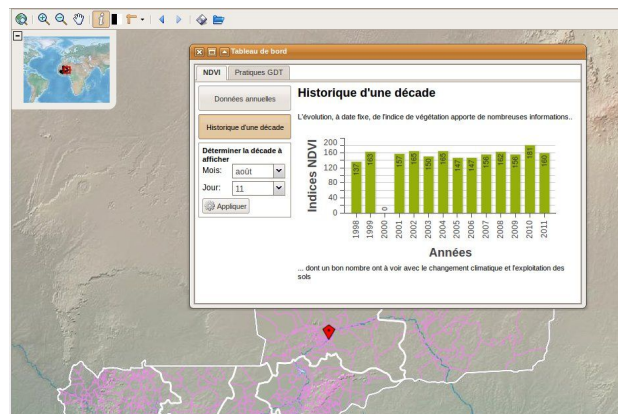 Tableau de bord
NDVI
Pratiques GDT
Données annuelles
Historique d'une décade
Déterminer la décade à
afficher
Mois:
août
Jour:
11
Appliquer
Historique d'une décade
L'évolution, à date fixe, de l'indice de végétation apporte de nombreuses informations..
Indices NDVI
200
160
120
80
40
0
137
163
0
157
165
150
165
147
147
156
162
156
181
160
1998
1999
2000
2001
2002
2003
2004
2005
2006
2007
2008
2009
2010
2011
Années
... dont un bon nombre ont à voir avec le changement climatique et l'exploitation des
sols